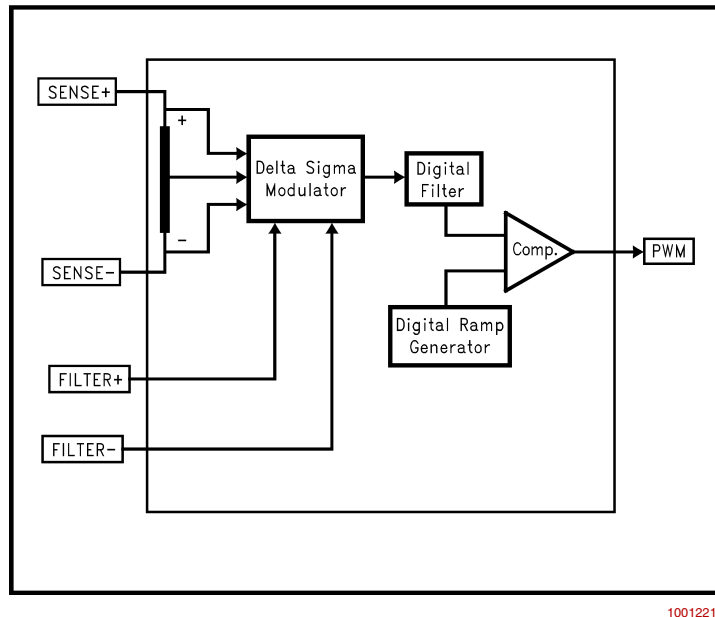 SENSE+
+
Delta Sigma
Modulator
Digital
Filter
Comp.
PWM
−
SENSE−
Digital Ramp
Generator
FILTER+
FILTER−
1001221